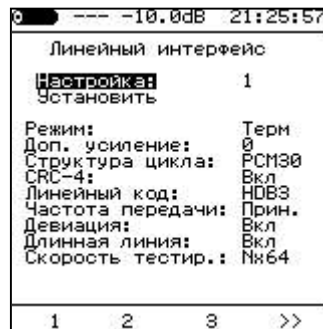 0 --- -10.0dB 21:25:57
Линейный интерфейс
Настройка: 1
Установить
Режим: Терм
Доп. усиление: 0
Структура цикла: PCM30
CRC-4: Вкл
Линейный код: HDB3
Частота передачи: Прин.
Девиация: Вкл
Длинная линия: Вкл
Скорость тестир.: Nx64
1 2 3 >>